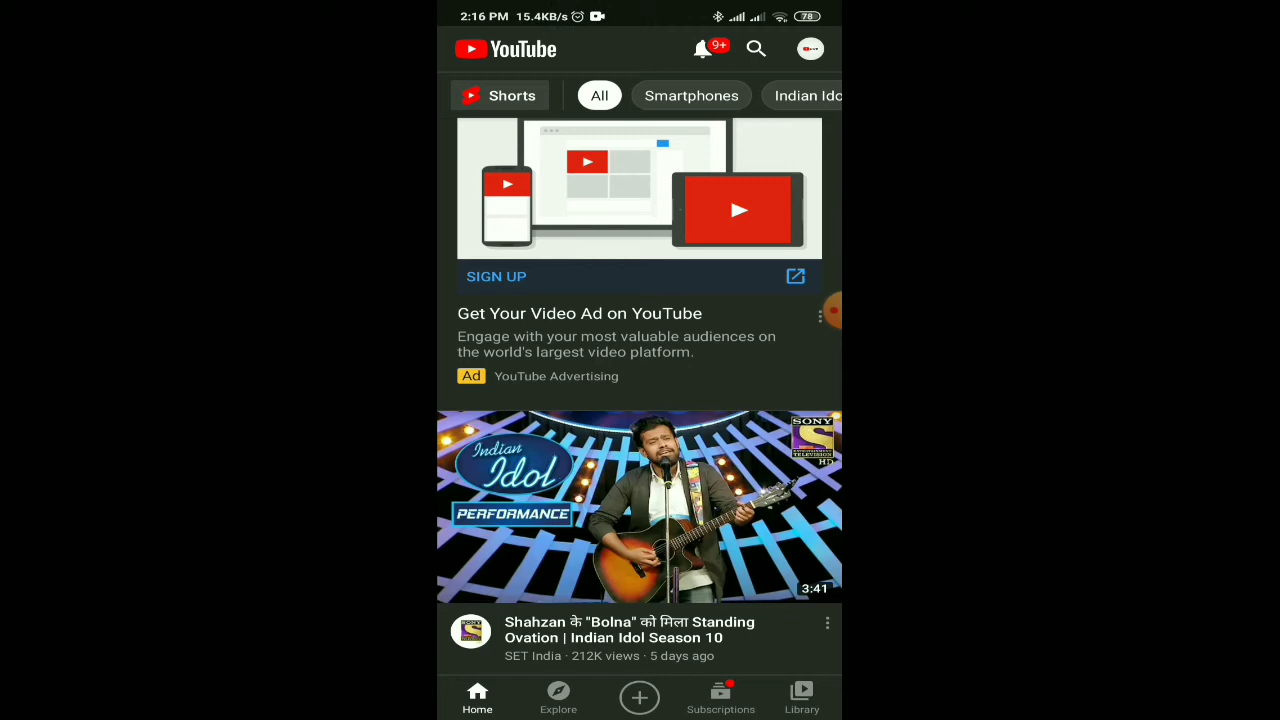 2:16 PM 15.4KB/s 78
YouTube 9+
Shorts All Smartphones Indian Ido
SIGN UP
Get Your Video Ad on YouTube
Engage with your most valuable audiences on
the world's largest video platform.
Ad YouTube Advertising
Indian
Idol
PERFORMANCE
SONY
S
ENTERTAINMENT
TELEVISION
HD
3:41
Shahzan के "Bolna" को मिला Standing
Ovation | Indian Idol Season 10
SET India · 212K views · 5 days ago
Home Explore Subscriptions Library